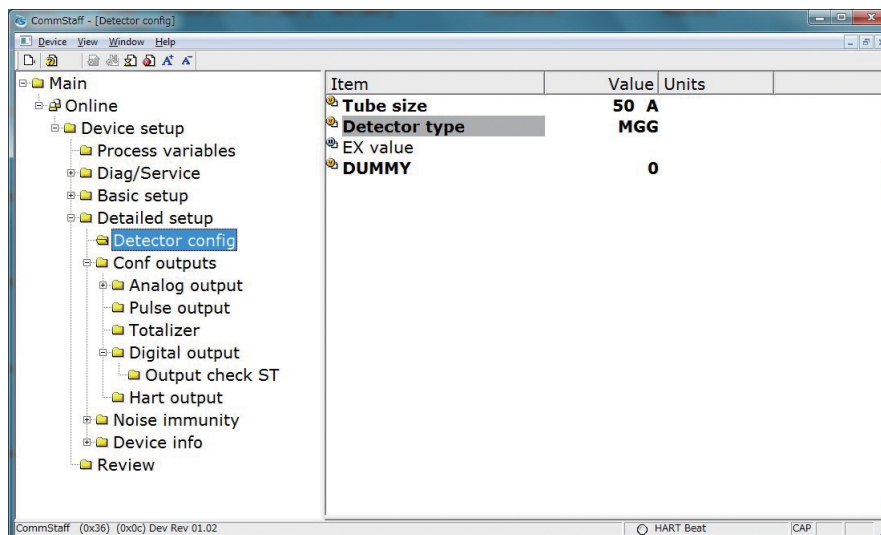 CommStaff - [Detector config]
Device View Window Help
A+ A-
Main
Online
Device setup
Process variables
Diag/Service
Basic setup
Detailed setup
Detector config
Conf outputs
Analog output
Pulse output
Totalizer
Digital output
Output check ST
Hart output
Noise immunity
Device info
Review
Item Value Units
Tube size 50 A
Detector type MGG
EX value
DUMMY 0
CommStaff (0x36) (0x0c) Dev Rev 01.02 HART Beat CAP